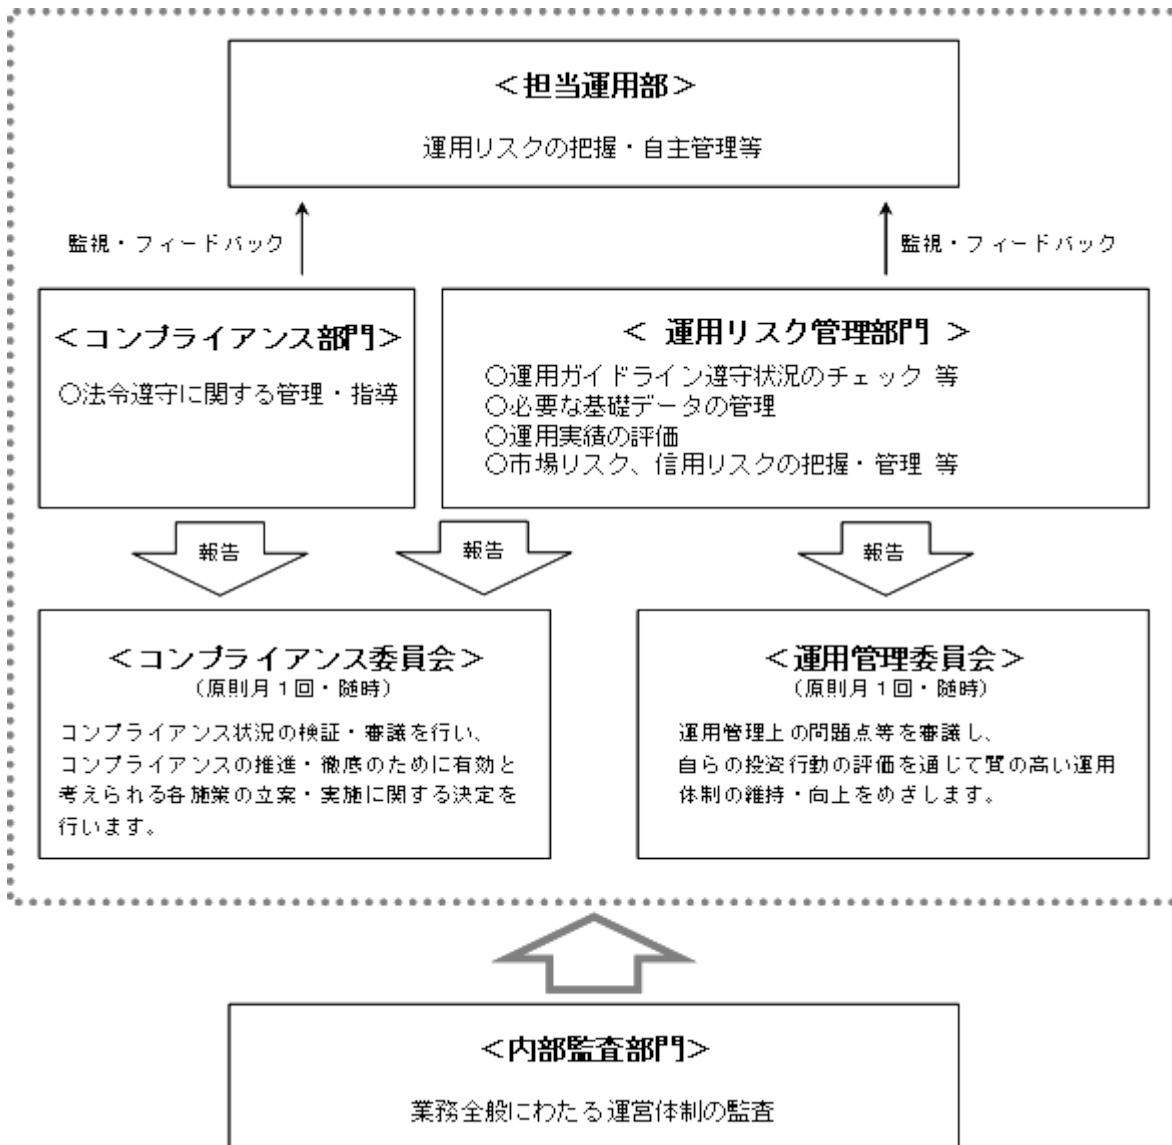 ＜担当運用部＞
運用リスクの把握・自主管理等
監視・フィードバック
監視・フィードバック
＜コンプライアンス部門＞
○法令遵守に関する管理・指導
＜ 運用リスク管理部門 ＞
○運用ガイドライン遵守状況のチェック 等
○必要な基礎データの管理
○運用実績の評価
○市場リスク、信用リスクの把握・管理 等
報告
報告
報告
＜コンプライアンス委員会＞
（原則月１回・随時）
コンプライアンス状況の検証・審議を行い、
コンプライアンスの推進・徹底のために有効と
考えられる各施策の立案・実施に関する決定を
行います。
＜運用管理委員会＞
（原則月１回・随時）
運用管理上の問題点等を審議し、
自らの投資行動の評価を通じて質の高い運用
体制の維持・向上をめざします。
＜内部監査部門＞
業務全般にわたる運営体制の監査